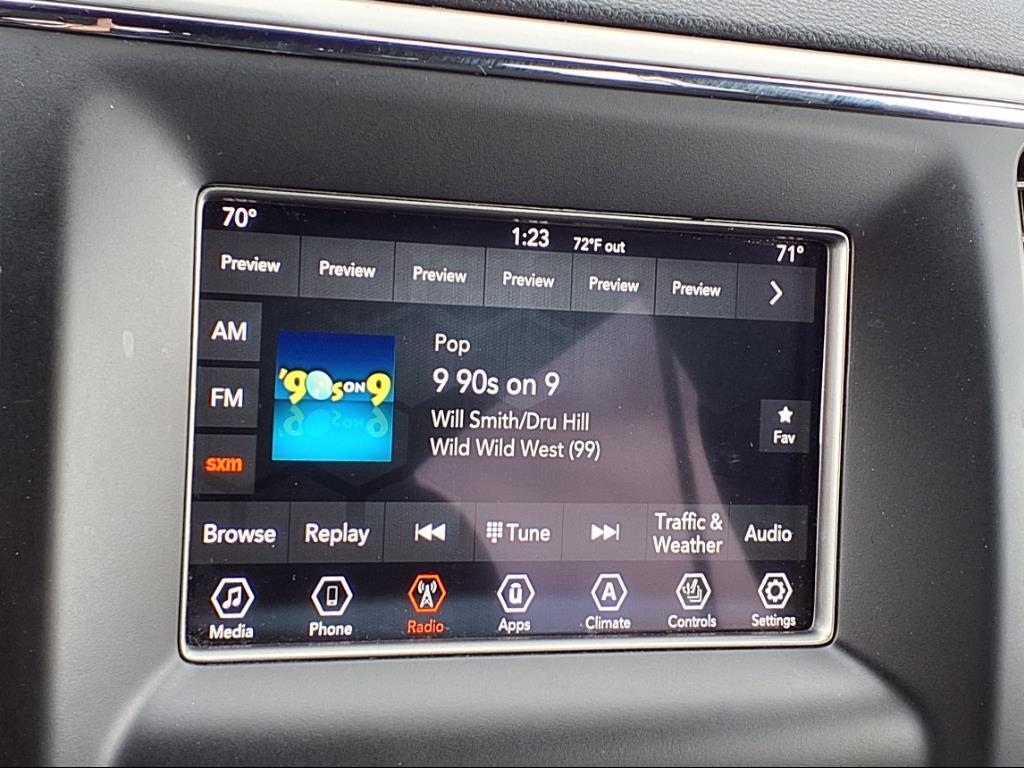 70° 1:23 72°F out 71°
Preview Preview Preview Preview Preview Preview
AM
FM
sxm
'90s ON 9
Pop
9 90s on 9
Will Smith/Dru Hill
Wild Wild West (99)
Fav
Browse Replay Tune Traffic & Weather Audio
Media Phone Radio Apps A Climate Controls Settings